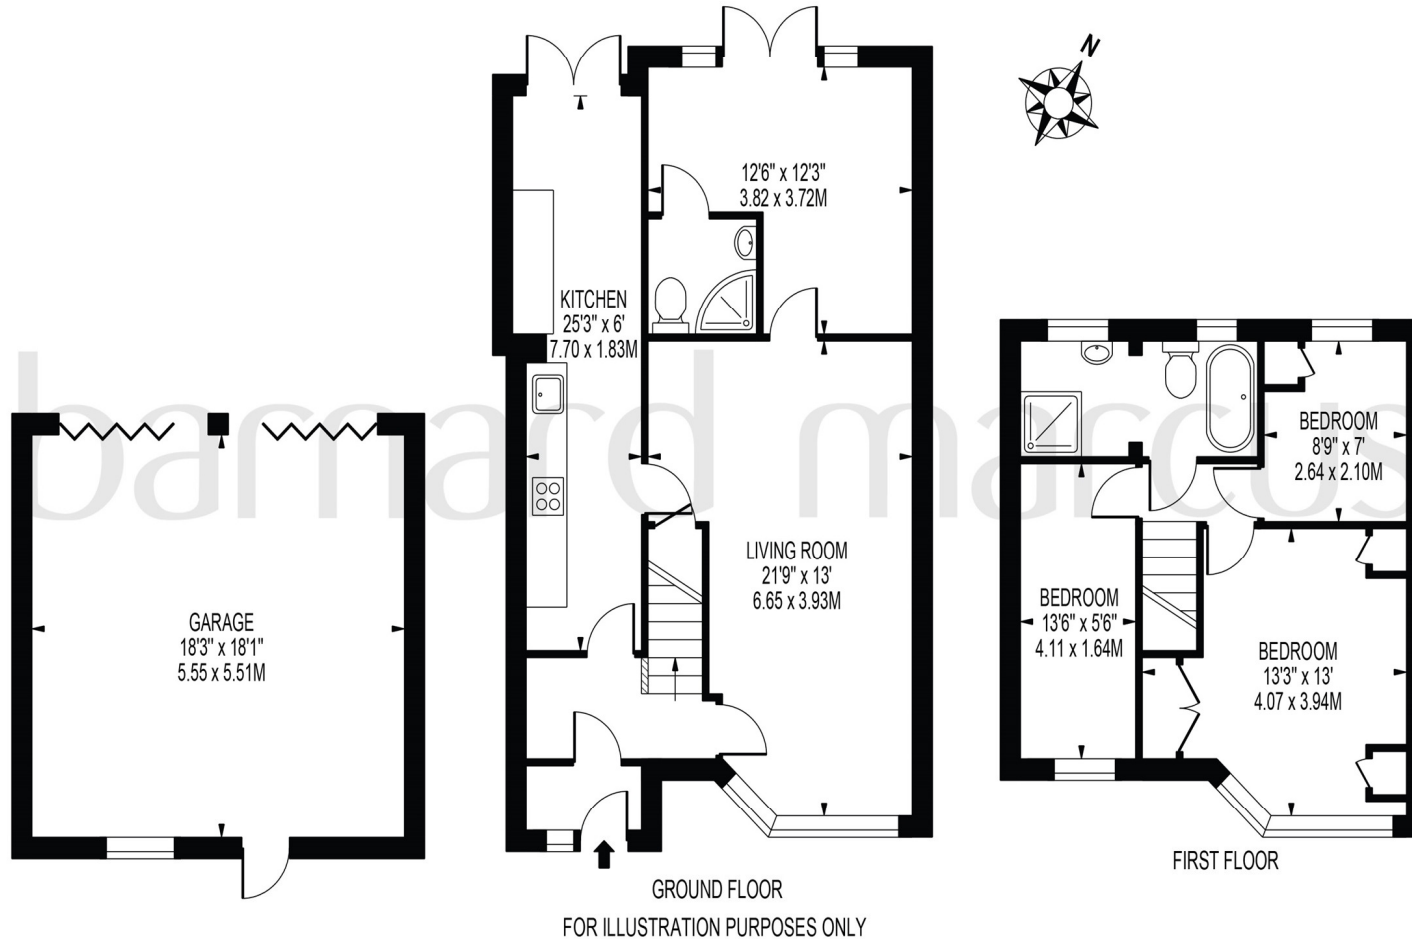 N
12'6" x 12'3"
3.82 x 3.72M
KITCHEN
25'3" x 6'
7.70 x 1.83M
barnard marcus
BEDROOM
8'9" x 7'
2.64 x 2.10M
LIVING ROOM
21'9" x 13'
6.65 x 3.93M
GARAGE
18'3" x 18'1"
5.55 x 5.51M
BEDROOM
13'6" x 5'6"
4.11 x 1.64M
BEDROOM
13'3" x 13'
4.07 x 3.94M
FIRST FLOOR
GROUND FLOOR
FOR ILLUSTRATION PURPOSES ONLY